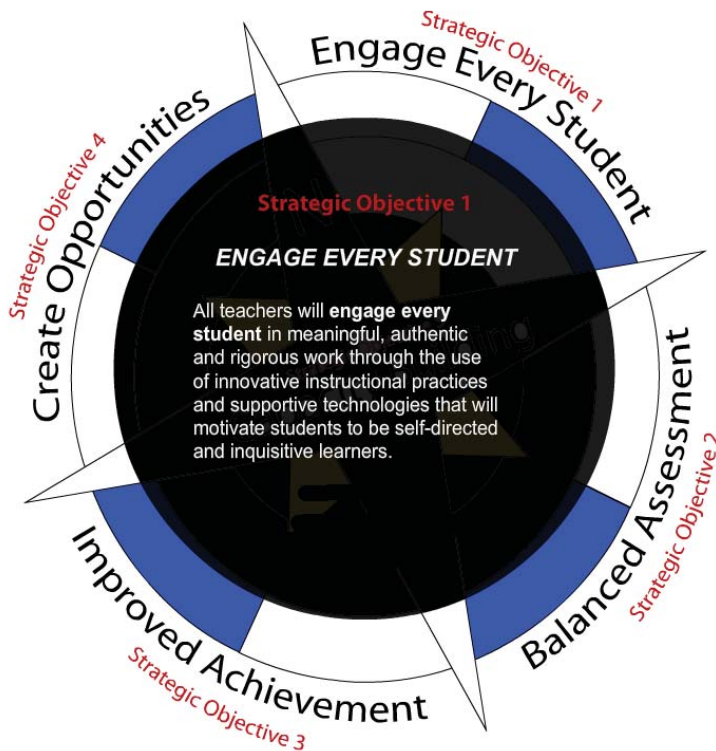 Engage Every Student
Strategic Objective 1
Balanced Assessment
Strategic Objective 2
Improved Achievement
Strategic Objective 3
Create Opportunities
Strategic Objective 4
Strategic Objective 1
ENGAGE EVERY STUDENT
All teachers will engage every
student in meaningful, authentic
and rigorous work through the use
of innovative instructional practices
and supportive technologies that will
motivate students to be self-directed
and inquisitive learners.